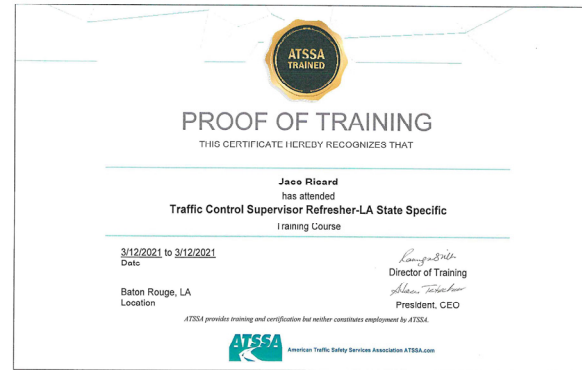 ATSSA
TRAINED
PROOF OF TRAINING
THIS CERTIFICATE HEREBY RECOGNIZES THAT
Jace Ricard
has attended
Traffic Control Supervisor Refresher-LA State Specific
Training Course
3/12/2021 to 3/12/2021
Date
Director of Training
Baton Rouge, LA
Location
President, CEO
ATSSA provides training and certification but neither constitutes employment by ATSSA.
ATSSA
American Traffic Safety Services Association ATSSA.com